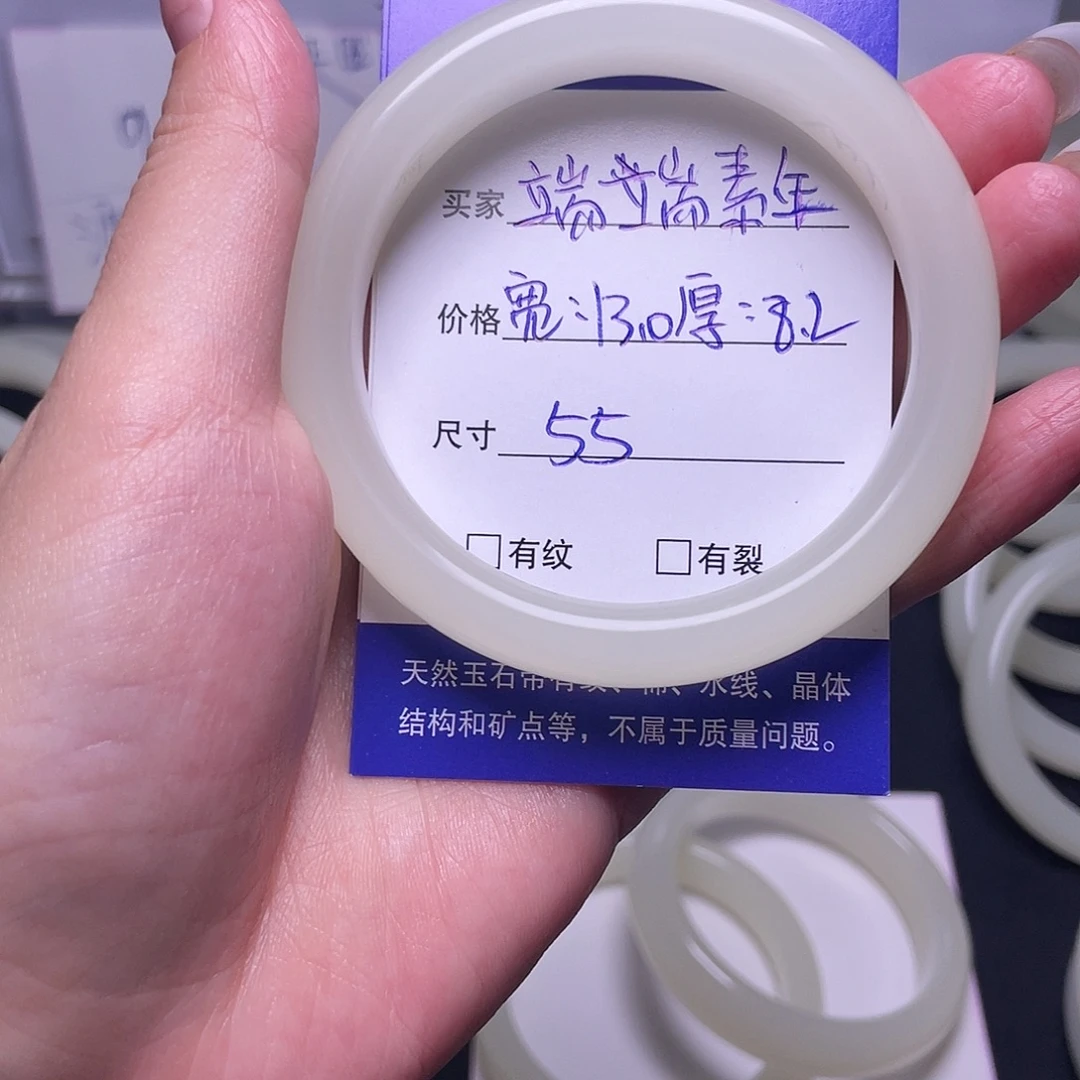 买家 端端素年
价格 宽:13.0厚:8.2
尺寸 55
□有纹 □有裂
天然玉石带有纹、棉、水线、晶体
结构和矿点等，不属于质量问题。